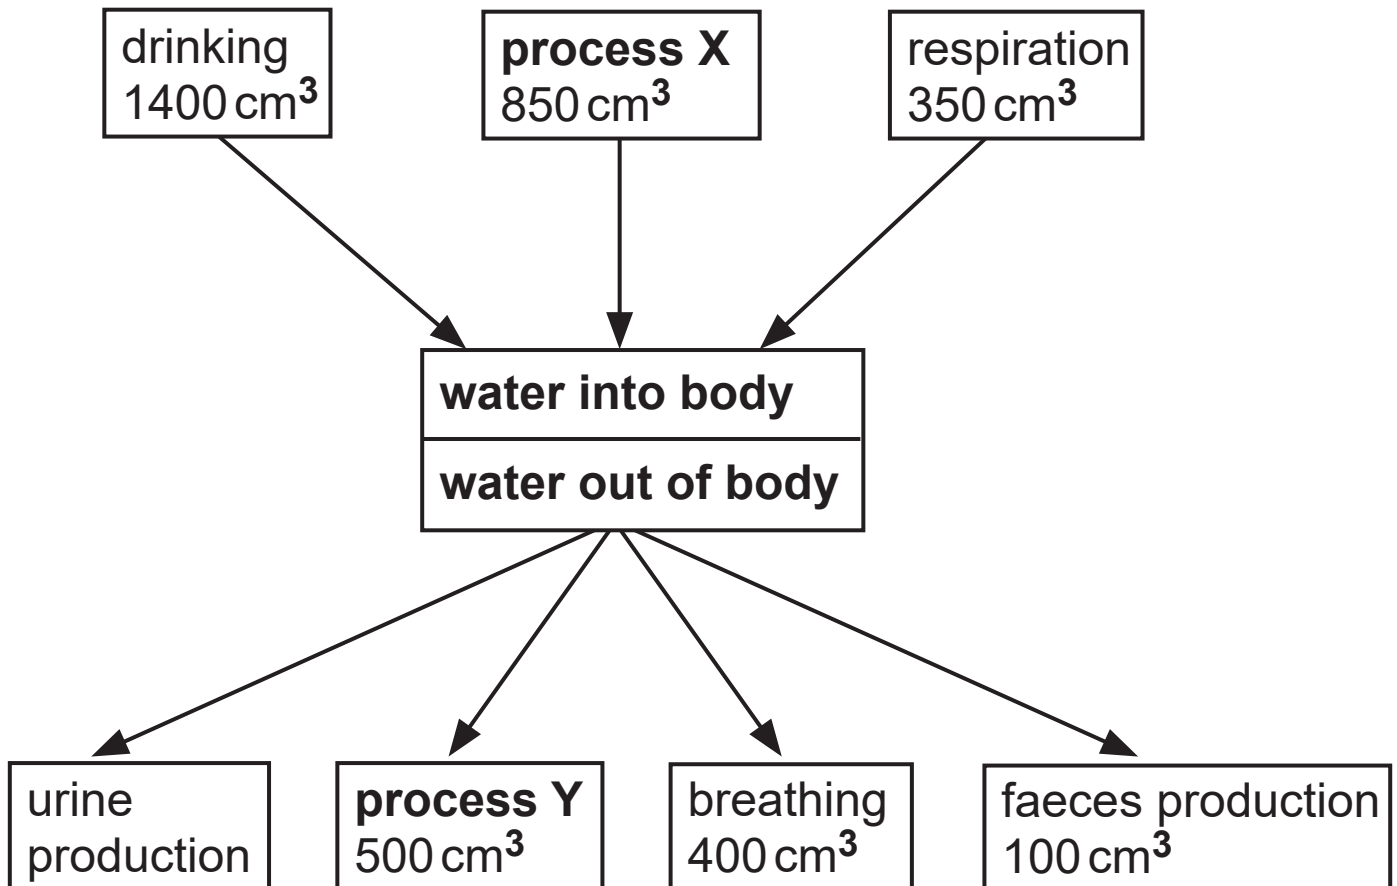 drinking
1400 cm³
process X
850 cm³
respiration
350 cm³
water into body
water out of body
urine
production
process Y
500 cm³
breathing
400 cm³
faeces production
100 cm³